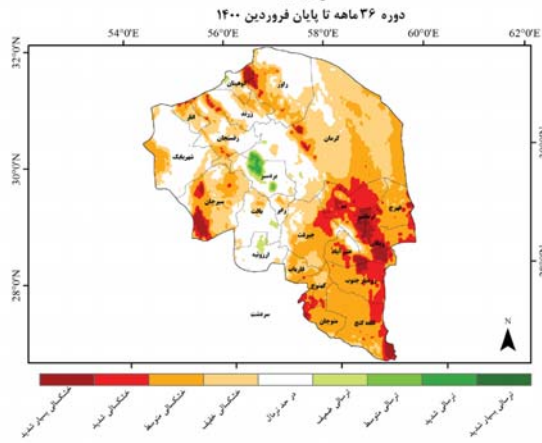 دوره ۳۶ ماهه تا پایان فروردین ۱۴۰۰
54°0'E 56°0'E 58°0'E 60°0'E 62°0'E
32°0'N
30°0'N
28°0'N
کوهبنان
راور
زرند
انار
کرمان
رفسنجان
شهربابک
بردسیر
سیرجان
بافت
رابر
جیرفت
ارزوئیه
فاریاب
کهنوج
منوجان
قلعه گنج
رودبار جنوب
ریگان
فهرج
نرماشیر
سردشت
N
خشکسالی بسیار شدید
خشکسالی شدید
خشکسالی متوسط
خشکسالی خفیف
در حد نرمال
ترسالی ضعیف
ترسالی متوسط
ترسالی شدید
ترسالی بسیار شدید